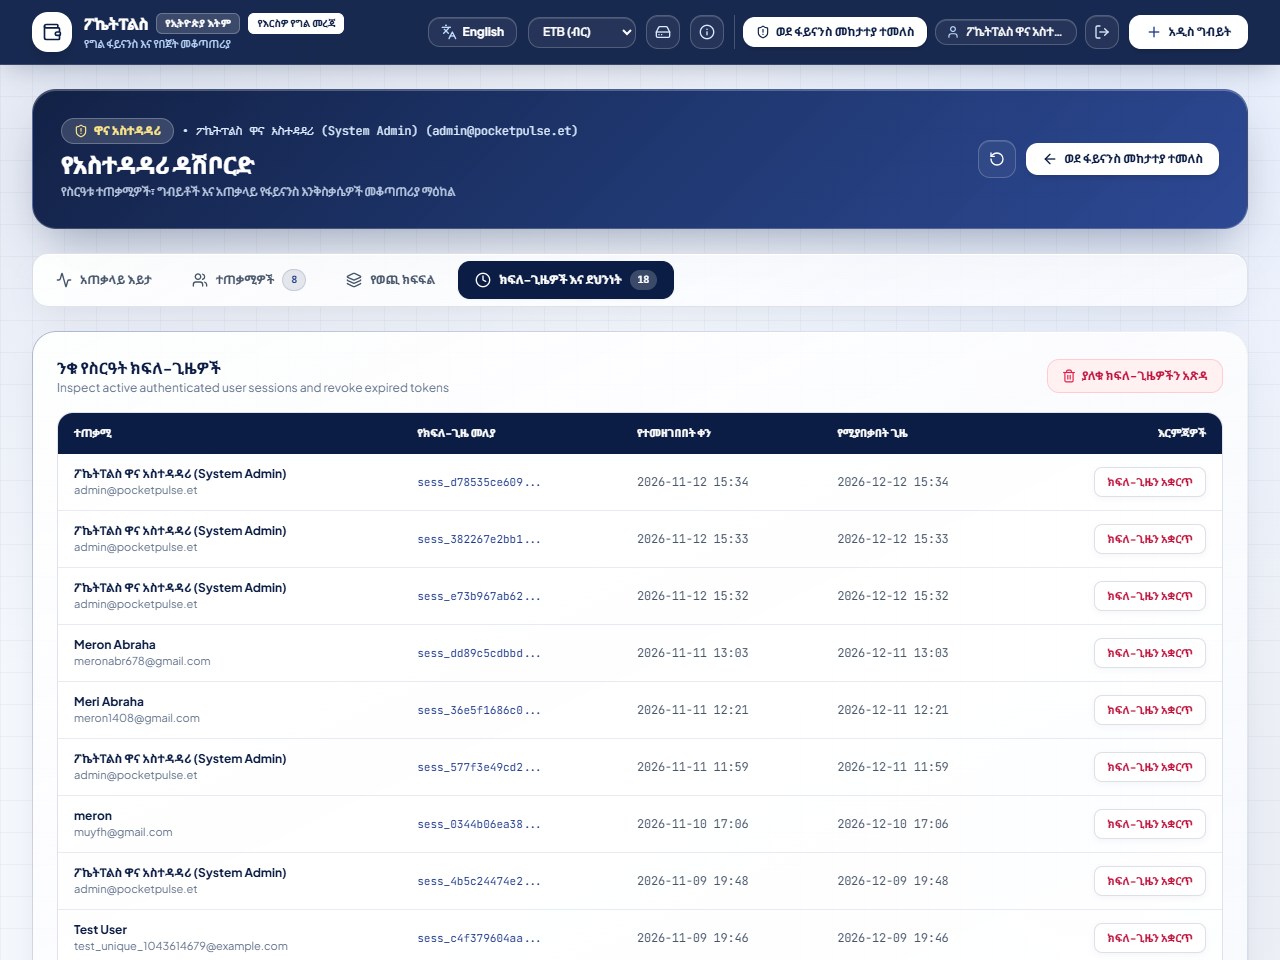 ፖኬትፐልስ
የኢትዮጵያ እትም
የእርስዎ የግል መረጃ
የግል ፋይናንስ እና የበጀት መቆጣጠሪያ
English
ETB (ብር)
ወደ ፋይናንስ መከታተያ ተመለስ
ፖኬትፐልስ ዋና አስተ...
አዲስ ግብይት
ዋና አስተዳዳሪ
• ፖኬትፐልስ ዋና አስተዳዳሪ (System Admin) (admin@pocketpulse.et)
የአስተዳዳሪ ዳሽቦርድ
የስርዓቱ ተጠቃሚዎች፣ ግብይቶች እና አጠቃላይ የፋይናንስ እንቅስቃሴዎች መቆጣጠሪያ ማዕከል
ወደ ፋይናንስ መከታተያ ተመለስ
አጠቃላይ እይታ
ተጠቃሚዎች 8
የወጪ ክፍፍል
ክፍለ-ጊዜዎች እና ደህንነት 18
ንቁ የስርዓት ክፍለ-ጊዜዎች
Inspect active authenticated user sessions and revoke expired tokens
ያለቁ ክፍለ-ጊዜዎችን አጽዳ
ተጠቃሚ የክፍለ-ጊዜ መለያ የተመዘገበበት ቀን የሚያበቃበት ጊዜ እርምጃዎች
ፖኬትፐልስ ዋና አስተዳዳሪ (System Admin)
admin@pocketpulse.et
sess_d78535ce609... 2026-11-12 15:34 2026-12-12 15:34 ክፍለ-ጊዜን አቋርጥ
ፖኬትፐልስ ዋና አስተዳዳሪ (System Admin)
admin@pocketpulse.et
sess_382267e2bb1... 2026-11-12 15:33 2026-12-12 15:33 ክፍለ-ጊዜን አቋርጥ
ፖኬትፐልስ ዋና አስተዳዳሪ (System Admin)
admin@pocketpulse.et
sess_e73b967ab62... 2026-11-12 15:32 2026-12-12 15:32 ክፍለ-ጊዜን አቋርጥ
Meron Abraha
meronabr678@gmail.com
sess_dd89c5cdbbd... 2026-11-11 13:03 2026-12-11 13:03 ክፍለ-ጊዜን አቋርጥ
Meri Abraha
meron1408@gmail.com
sess_36e5f1686c0... 2026-11-11 12:21 2026-12-11 12:21 ክፍለ-ጊዜን አቋርጥ
ፖኬትፐልስ ዋና አስተዳዳሪ (System Admin)
admin@pocketpulse.et
sess_577f3e49cd2... 2026-11-11 11:59 2026-12-11 11:59 ክፍለ-ጊዜን አቋርጥ
meron
muyfh@gmail.com
sess_0344b06ea38... 2026-11-10 17:06 2026-12-10 17:06 ክፍለ-ጊዜን አቋርጥ
ፖኬትፐልስ ዋና አስተዳዳሪ (System Admin)
admin@pocketpulse.et
sess_4b5c24474e2... 2026-11-09 19:48 2026-12-09 19:48 ክፍለ-ጊዜን አቋርጥ
Test User
test_unique_1043614679@example.com
sess_c4f379604aa... 2026-11-09 19:46 2026-12-09 19:46 ክፍለ-ጊዜን አቋርጥ